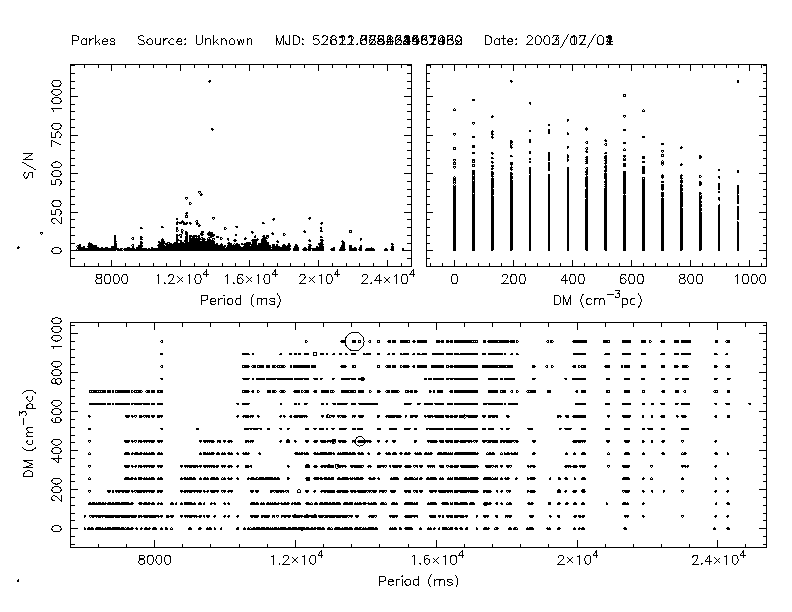 Parkes Source: Unknown MJD: Date:
1000
750
500
250
0
S/N
8000 1.2×10⁴ 1.6×10⁴ 2×10⁴ 2.4×10⁴
Period (ms)
0 200 400 600 800 1000
DM (cm⁻³pc)
1000
800
600
400
200
0
DM (cm⁻³pc)
8000 1.2×10⁴ 1.6×10⁴ 2×10⁴ 2.4×10⁴
Period (ms)